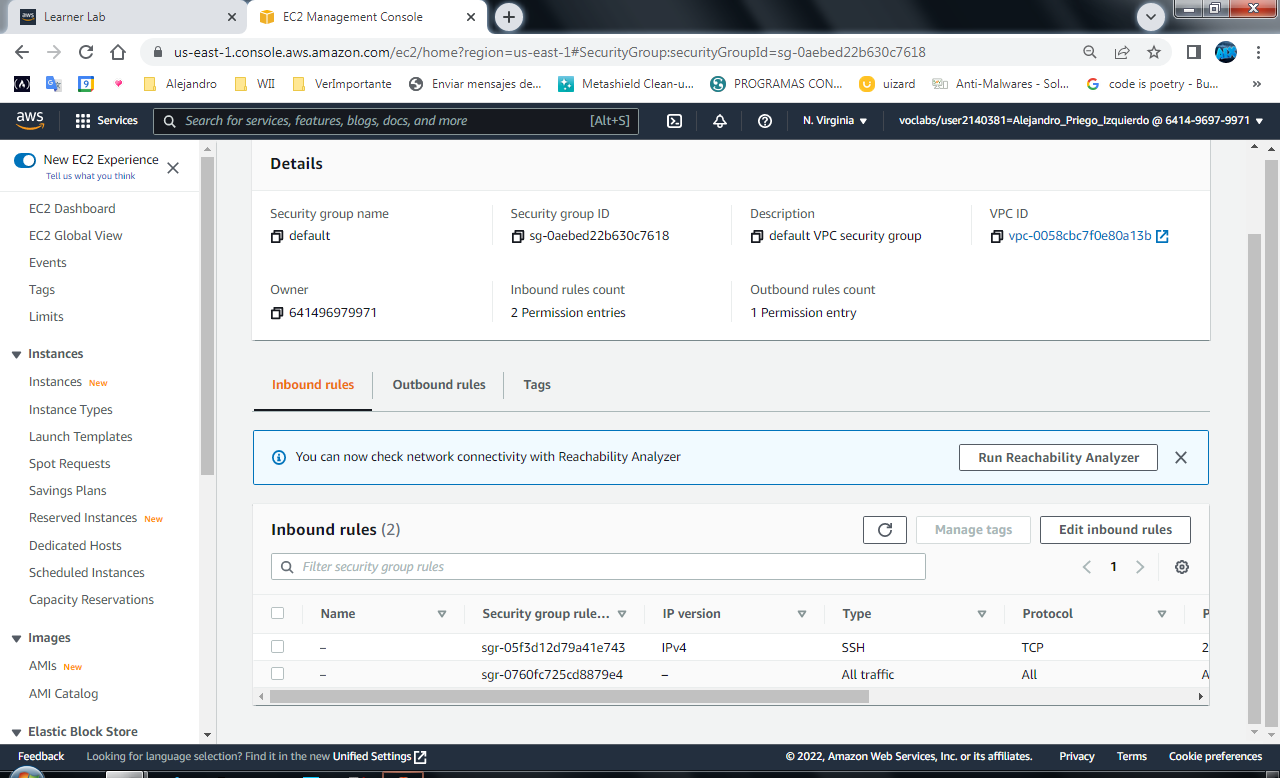 Learner Lab
EC2 Management Console
us-east-1.console.aws.amazon.com/ec2/home?region=us-east-1#SecurityGroup:securityGroupId=sg-0aebed22b630c7618
Alejandro WII VerImportante Enviar mensajes de... Metashield Clean-u... PROGRAMAS CON... uizard Anti-Malwares - Sol... code is poetry - Bu... »
aws Services Search for services, features, blogs, docs, and more [Alt+S] N. Virginia voclabs/user2140381=Alejandro_Priego_Izquierdo @ 6414-9697-9971
New EC2 Experience
Tell us what you think
EC2 Dashboard
EC2 Global View
Events
Tags
Limits
Instances
Instances New
Instance Types
Launch Templates
Spot Requests
Savings Plans
Reserved Instances New
Dedicated Hosts
Scheduled Instances
Capacity Reservations
Images
AMIs New
AMI Catalog
Elastic Block Store
Details
Security group name
default
Security group ID
sg-0aebed22b630c7618
Description
default VPC security group
VPC ID
vpc-0058cbc7f0e80a13b
Owner
641496979971
Inbound rules count
2 Permission entries
Outbound rules count
1 Permission entry
Inbound rules Outbound rules Tags
You can now check network connectivity with Reachability Analyzer Run Reachability Analyzer
Inbound rules (2) Manage tags Edit inbound rules
Filter security group rules 1
Name Security group rule... IP version Type Protocol P
– sgr-05f3d12d79a41e743 IPv4 SSH TCP 2
– sgr-0760fc725cd8879e4 – All traffic All A
Feedback Looking for language selection? Find it in the new Unified Settings © 2022, Amazon Web Services, Inc. or its affiliates. Privacy Terms Cookie preferences